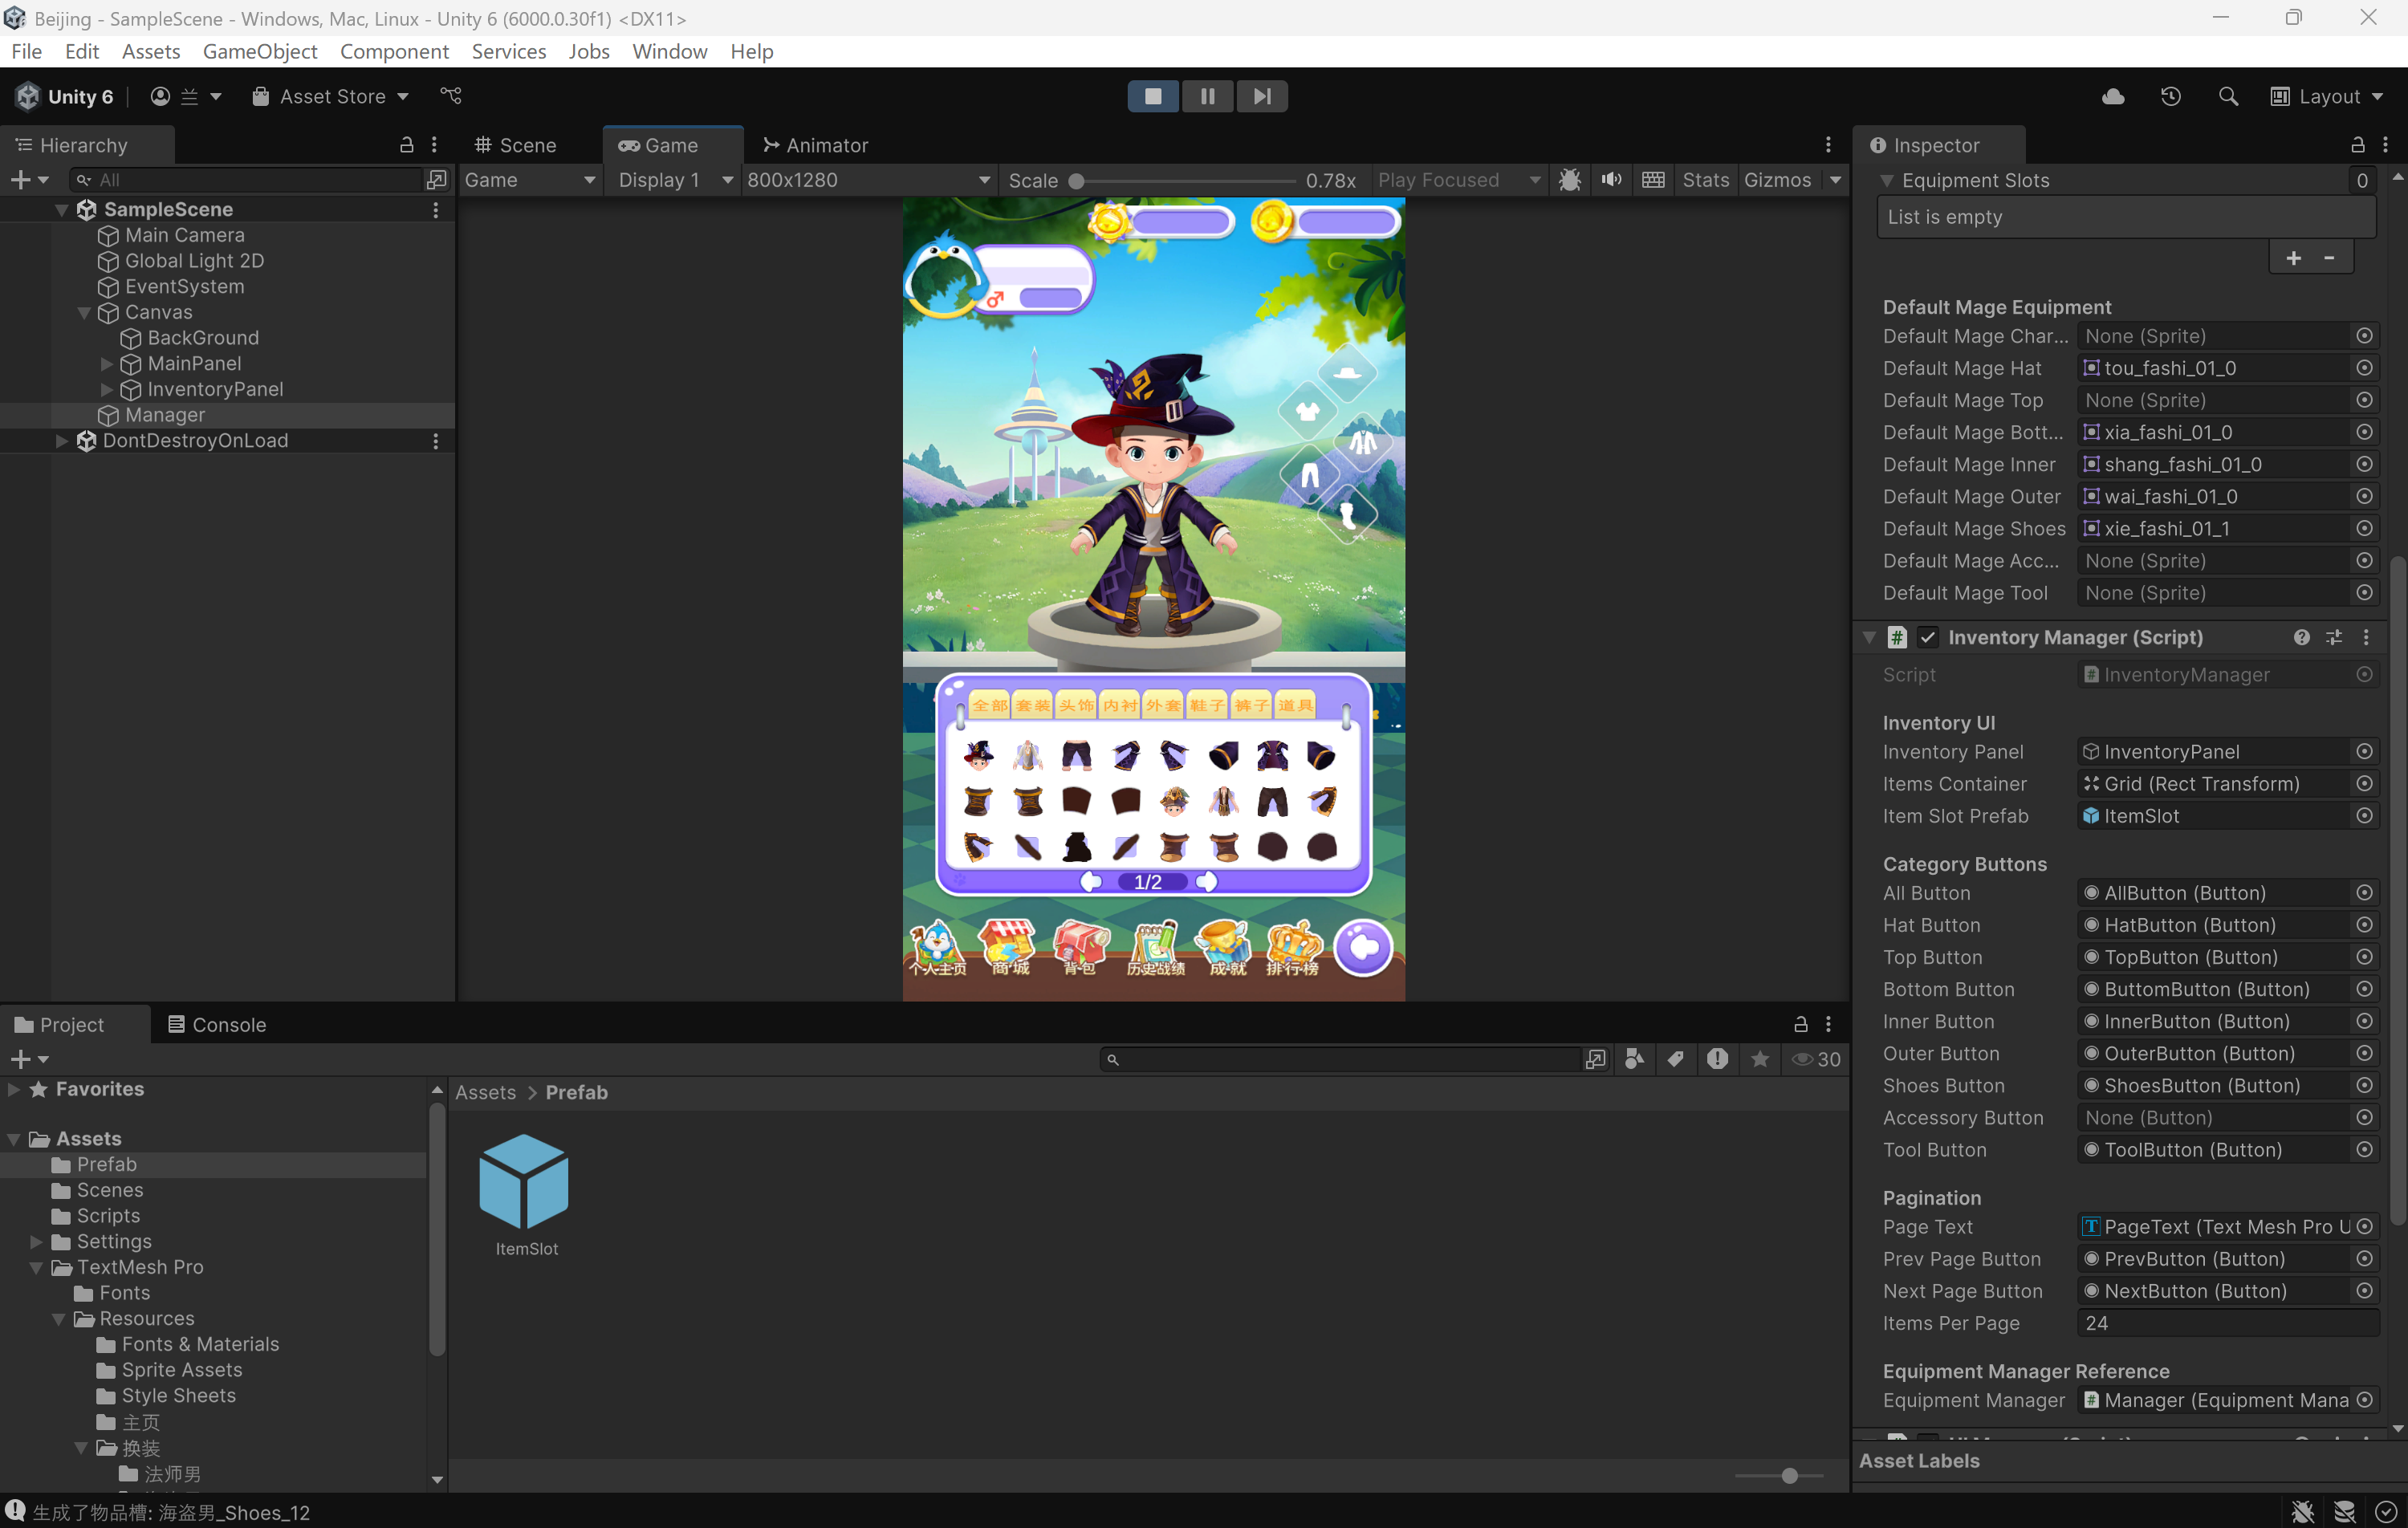 Beijing - SampleScene - Windows, Mac, Linux - Unity 6 (6000.0.30f1) <DX11>
File Edit Assets GameObject Component Services Jobs Window Help
Unity 6 兰 Asset Store Layout
Hierarchy
All
SampleScene
Main Camera
Global Light 2D
EventSystem
Canvas
BackGround
MainPanel
InventoryPanel
Manager
DontDestroyOnLoad
Scene Game Animator
Game Display 1 800x1280 Scale 0.78x Play Focused Stats Gizmos
全部 套装 头饰 内衬 外套 鞋子 裤子 道具
1/2
个人主页 商城 背包 历史战绩 成就 排行榜
Inspector
Equipment Slots 0
List is empty
+ -
Default Mage Equipment
Default Mage Char... None (Sprite)
Default Mage Hat tou_fashi_01_0
Default Mage Top None (Sprite)
Default Mage Bott... xia_fashi_01_0
Default Mage Inner shang_fashi_01_0
Default Mage Outer wai_fashi_01_0
Default Mage Shoes xie_fashi_01_1
Default Mage Acc... None (Sprite)
Default Mage Tool None (Sprite)
# Inventory Manager (Script)
Script InventoryManager
Inventory UI
Inventory Panel InventoryPanel
Items Container Grid (Rect Transform)
Item Slot Prefab ItemSlot
Category Buttons
All Button AllButton (Button)
Hat Button HatButton (Button)
Top Button TopButton (Button)
Bottom Button ButtomButton (Button)
Inner Button InnerButton (Button)
Outer Button OuterButton (Button)
Shoes Button ShoesButton (Button)
Accessory Button None (Button)
Tool Button ToolButton (Button)
Pagination
Page Text PageText (Text Mesh Pro U
Prev Page Button PrevButton (Button)
Next Page Button NextButton (Button)
Items Per Page 24
Equipment Manager Reference
Equipment Manager Manager (Equipment Mana
Asset Labels
Project Console
30
Favorites
Assets
Prefab
Scenes
Scripts
Settings
TextMesh Pro
Fonts
Resources
Fonts & Materials
Sprite Assets
Style Sheets
主页
换装
法师男
Assets > Prefab
ItemSlot
生成了物品槽: 海盗男_Shoes_12